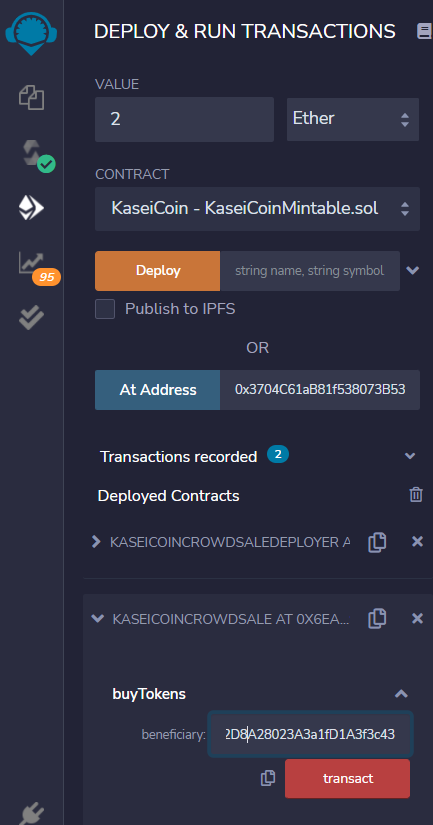 DEPLOY & RUN TRANSACTIONS
VALUE
2
Ether
CONTRACT
KaseiCoin - KaseiCoinMintable.sol
Deploy
string name, string symbol
95
Publish to IPFS
OR
At Address
0x3704C61aB81f538073B53
Transactions recorded 2
Deployed Contracts
KASEICOINCROWDSALEDEPLOYER A
KASEICOINCROWDSALE AT 0X6EA...
buyTokens
beneficiary:
2D8A28023A3a1fD1A3f3c43
transact